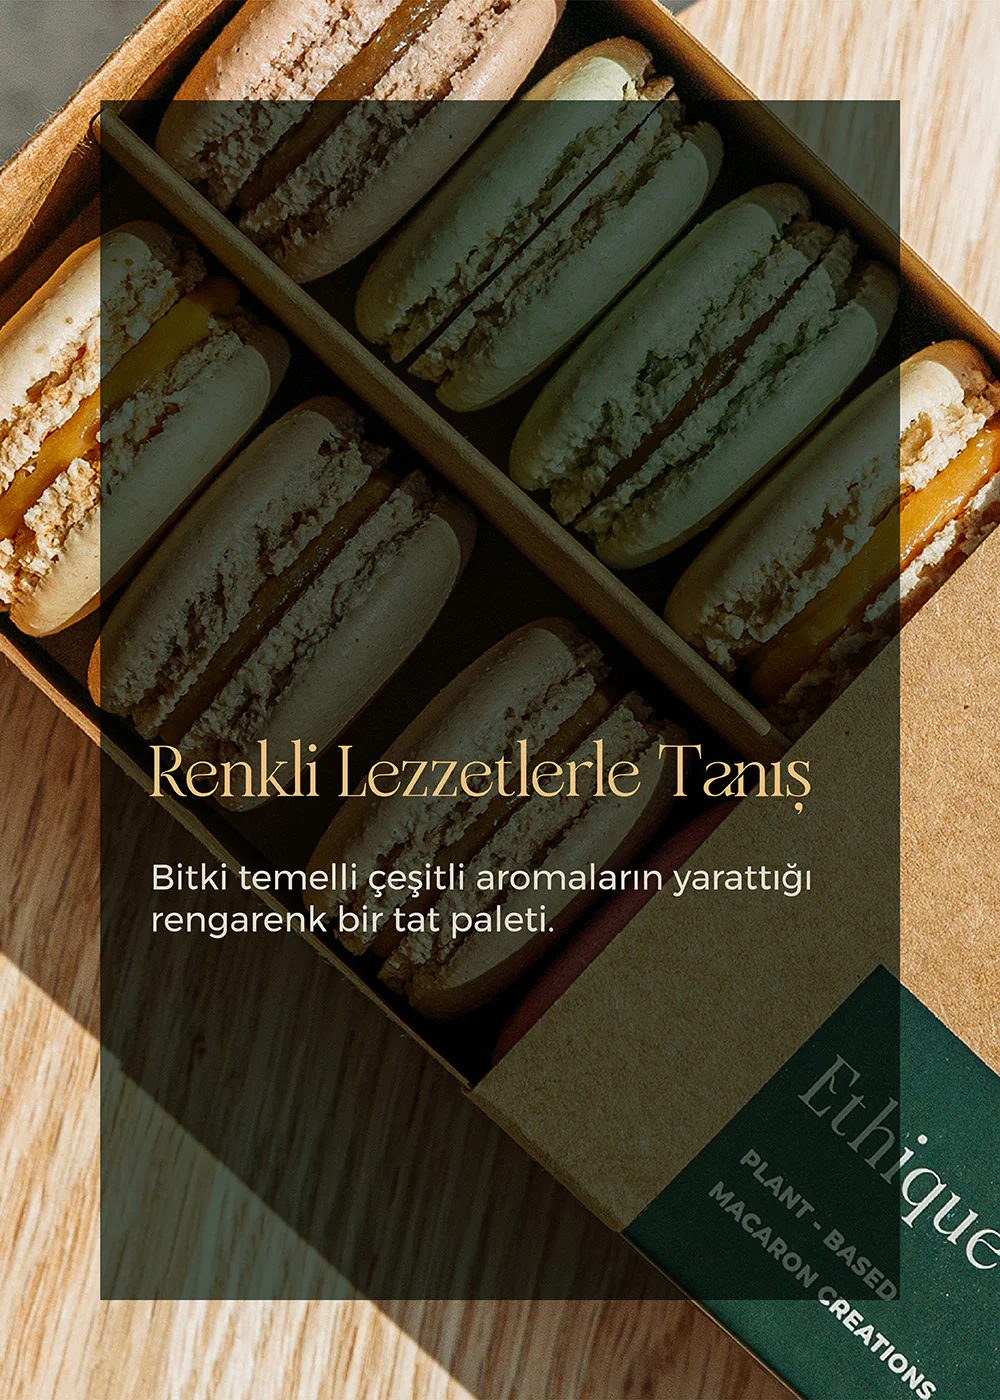 Renkli Lezzetlerle Tanış
Bitki temelli çeşitli aromaların yarattığı
rengarenk bir tat paleti.
Ethique
PLANT - BASED
MACARON CREATIONS